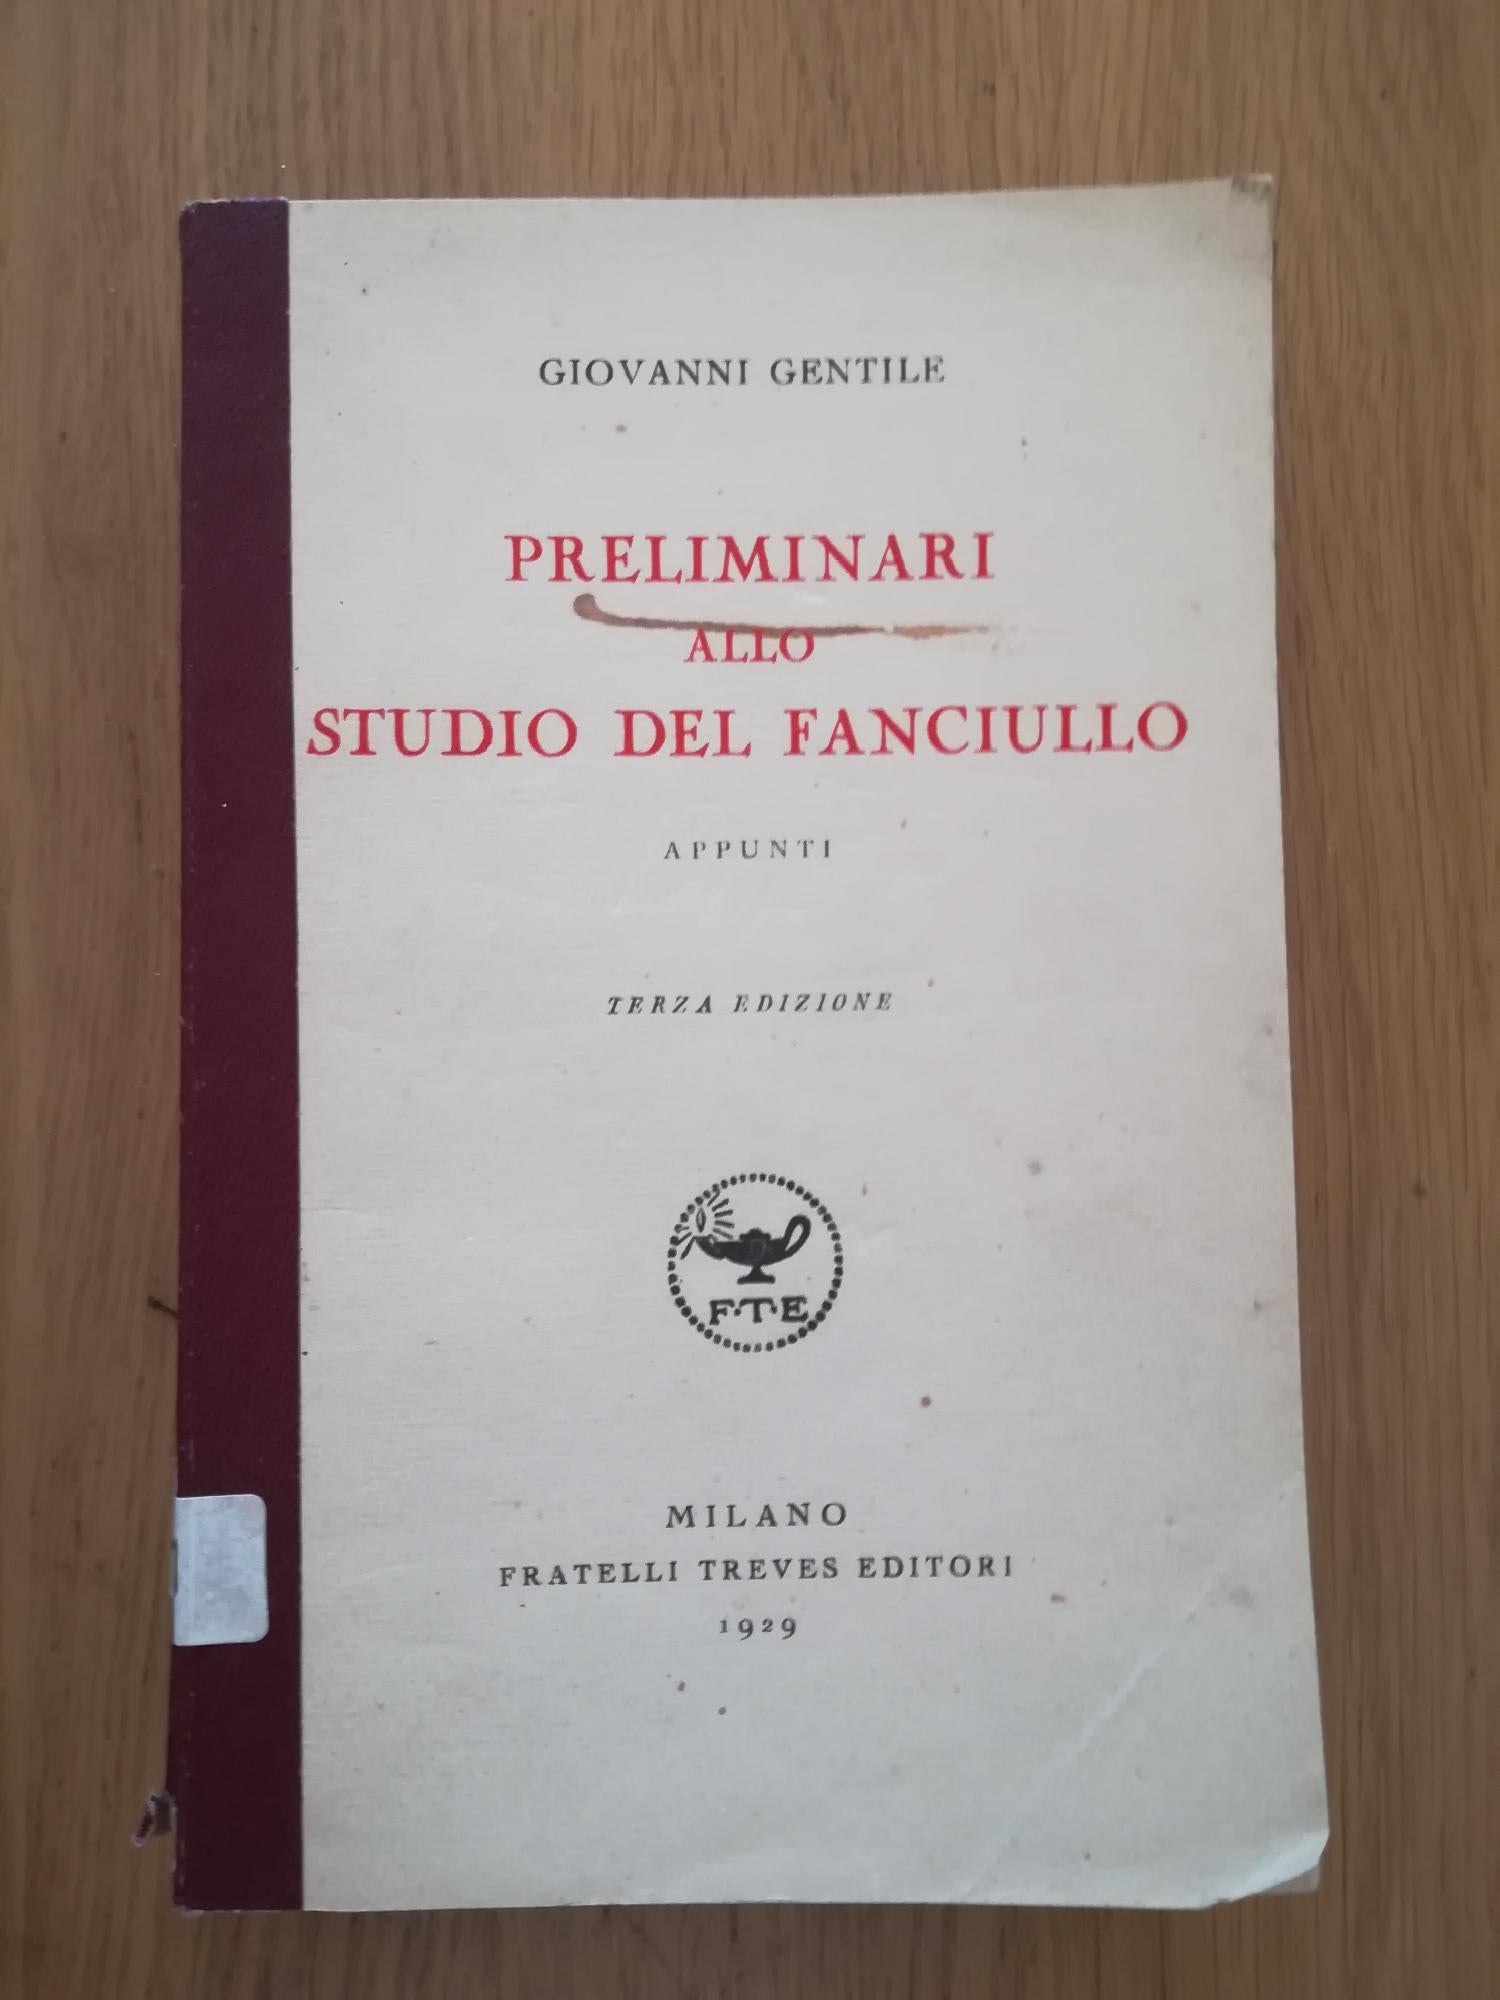 GIOVANNI GENTILE
PRELIMINARI
ALLO
STUDIO DEL FANCIULLO
APPUNTI
TERZA EDIZIONE
F·T·E
MILANO
FRATELLI TREVES EDITORI
1929